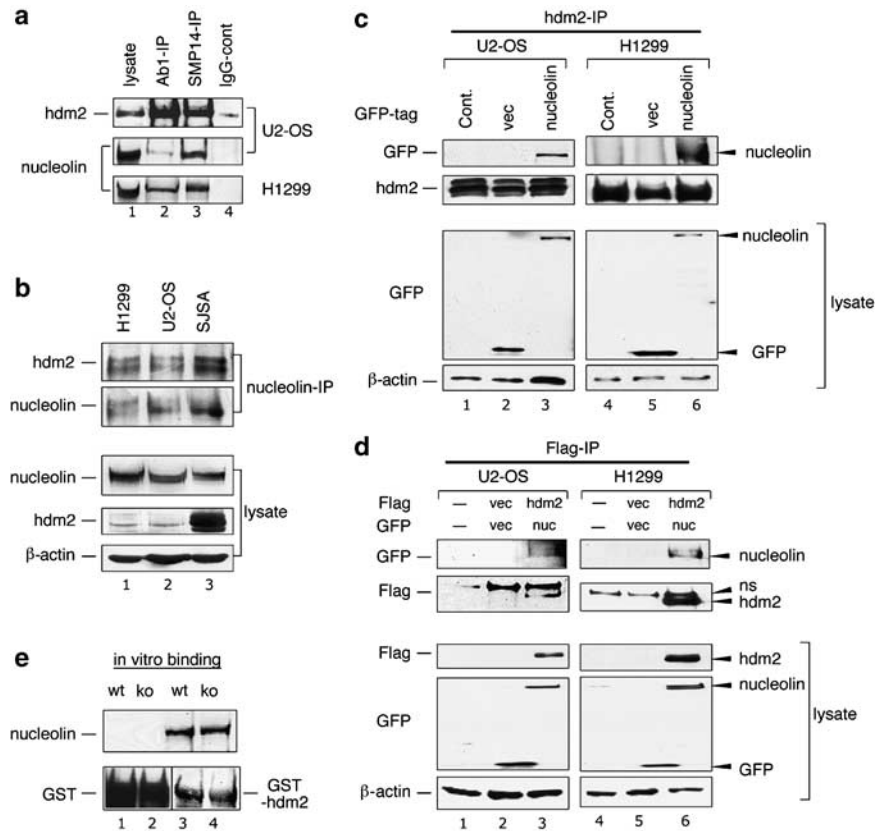 a
lysate
Ab1-IP
SMP14-IP
IgG-cont
hdm2
U2-OS
nucleolin
H1299
1 2 3 4
b
H1299
U2-OS
SJSA
hdm2
nucleolin-IP
nucleolin
nucleolin
hdm2
lysate
β-actin
1 2 3
e
in vitro binding
wt ko wt ko
nucleolin
GST
GST
-hdm2
1 2 3 4
c
hdm2-IP
U2-OS H1299
GFP-tag
Cont.
vec
nucleolin
Cont.
vec
nucleolin
GFP
nucleolin
hdm2
nucleolin
GFP
lysate
GFP
β-actin
1 2 3 4 5 6
d
Flag-IP
U2-OS H1299
Flag — vec hdm2 — vec hdm2
GFP — vec nuc — vec nuc
GFP
nucleolin
Flag
ns
hdm2
Flag
hdm2
nucleolin
GFP
lysate
GFP
β-actin
1 2 3 4 5 6